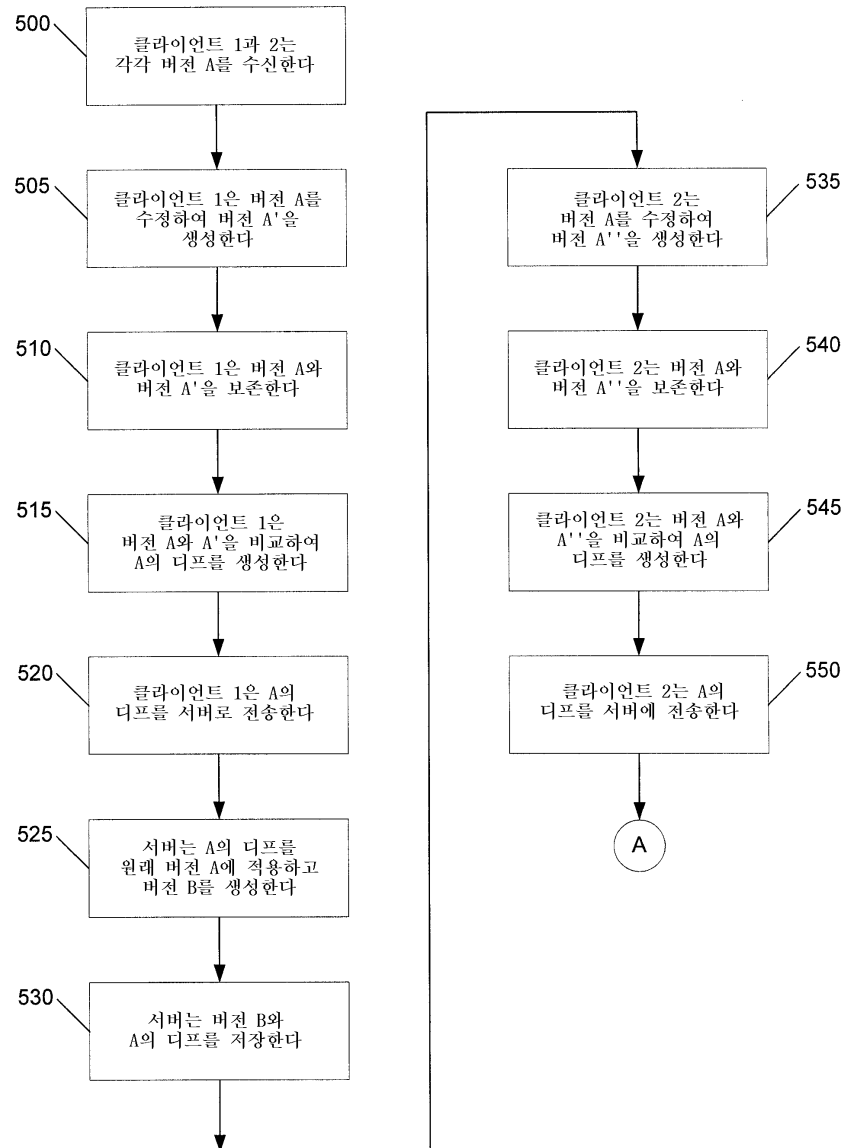 500
클라이언트 1과 2는
각각 버전 A를 수신한다
505
클라이언트 1은 버전 A를
수정하여 버전 A'을
생성한다
510
클라이언트 1은 버전 A와
버전 A'을 보존한다
515
클라이언트 1은
버전 A와 A'을 비교하여
A의 디프를 생성한다
520
클라이언트 1은 A의
디프를 서버로 전송한다
525
서버는 A의 디프를
원래 버전 A에 적용하고
버전 B를 생성한다
530
서버는 버전 B와
A의 디프를 저장한다
535
클라이언트 2는
버전 A를 수정하여
버전 A''을 생성한다
540
클라이언트 2는 버전 A와
버전 A''을 보존한다
545
클라이언트 2는 버전 A와
A''을 비교하여 A의
디프를 생성한다
550
클라이언트 2는 A의
디프를 서버에 전송한다
A